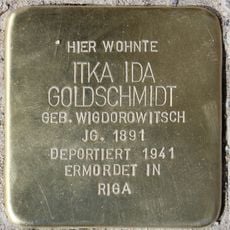 HIER WOHNTE
ITKA IDA
GOLDSCHMIDT
GEB. WIGDOROWITSCH
JG. 1891
DEPORTIERT 1941
ERMORDET IN
RIGA